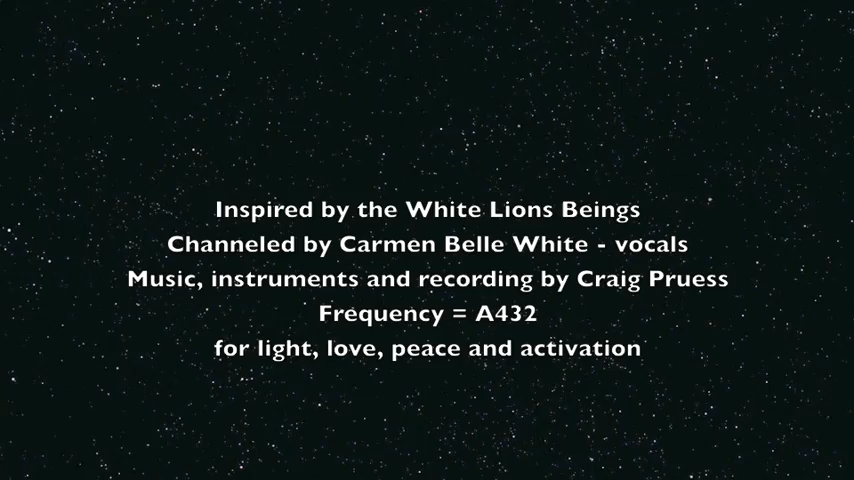 Inspired by the White Lions Beings
Channeled by Carmen Belle White - vocals
Music, instruments and recording by Craig Pruess
Frequency = A432
for light, love, peace and activation